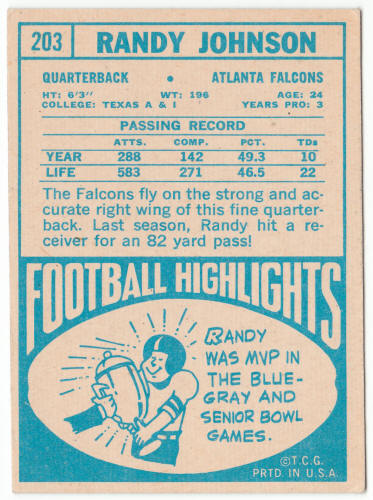 203 RANDY JOHNSON
QUARTERBACK • ATLANTA FALCONS
HT: 6'3" WT: 196 AGE: 24
COLLEGE: TEXAS A & I YEARS PRO: 3
PASSING RECORD
ATTS. COMP. PCT. TDs
YEAR 288 142 49.3 10
LIFE 583 271 46.5 22
The Falcons fly on the strong and ac-
curate right wing of this fine quarter-
back. Last season, Randy hit a re-
ceiver for an 82 yard pass!
FOOTBALL HIGHLIGHTS
RANDY
WAS MVP IN
THE BLUE-
GRAY AND
SENIOR BOWL
GAMES.
©T.C.G.
PRTD. IN U.S.A.